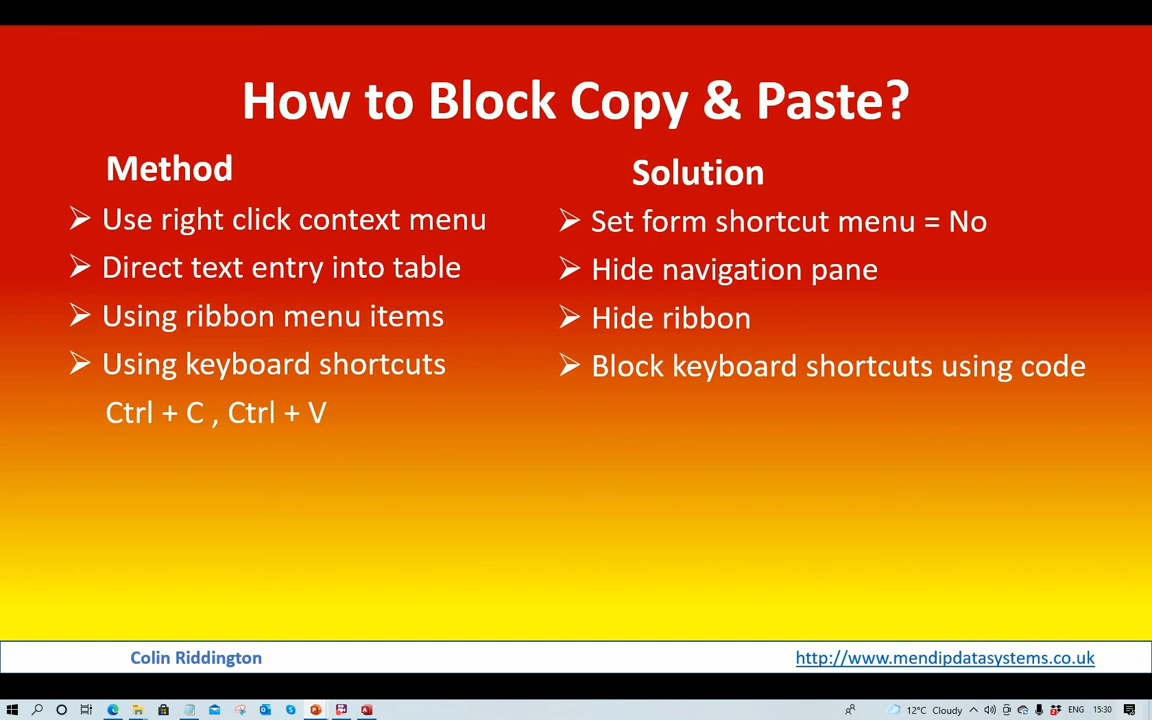 How to Block Copy & Paste?
Method
Use right click context menu
Direct text entry into table
Using ribbon menu items
Using keyboard shortcuts
Ctrl + C , Ctrl + V
Solution
Set form shortcut menu = No
Hide navigation pane
Hide ribbon
Block keyboard shortcuts using code
Colin Riddington
http://www.mendipdatasystems.co.uk
12°C Cloudy
ENG
15:30